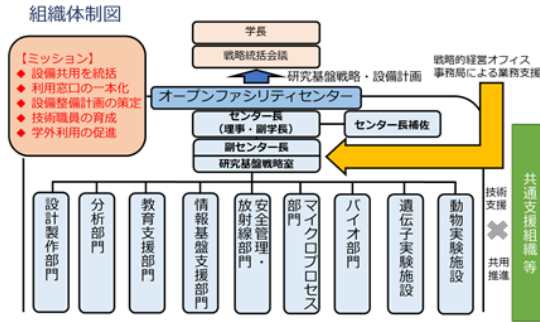 組織体制図
【ミッション】
◆ 設備共用を統括
◆ 利用窓口の一本化
◆ 設備整備計画の策定
◆ 技術職員の育成
◆ 学外利用の促進
学長
戦略統括会議
研究基盤戦略・設備計画
オープンファシリティセンター
センター長
(理事・副学長)
センター長補佐
副センター長
研究基盤戦略室
戦略的経営オフィス
事務局による業務支援
設計製作部門
分析部門
教育支援部門
情報基盤支援部門
安全管理・
放射線部門
マイクロプロセス
部門
バイオ部門
遺伝子実験施設
動物実験施設
技術
支援
共用
推進
共通支援組織等